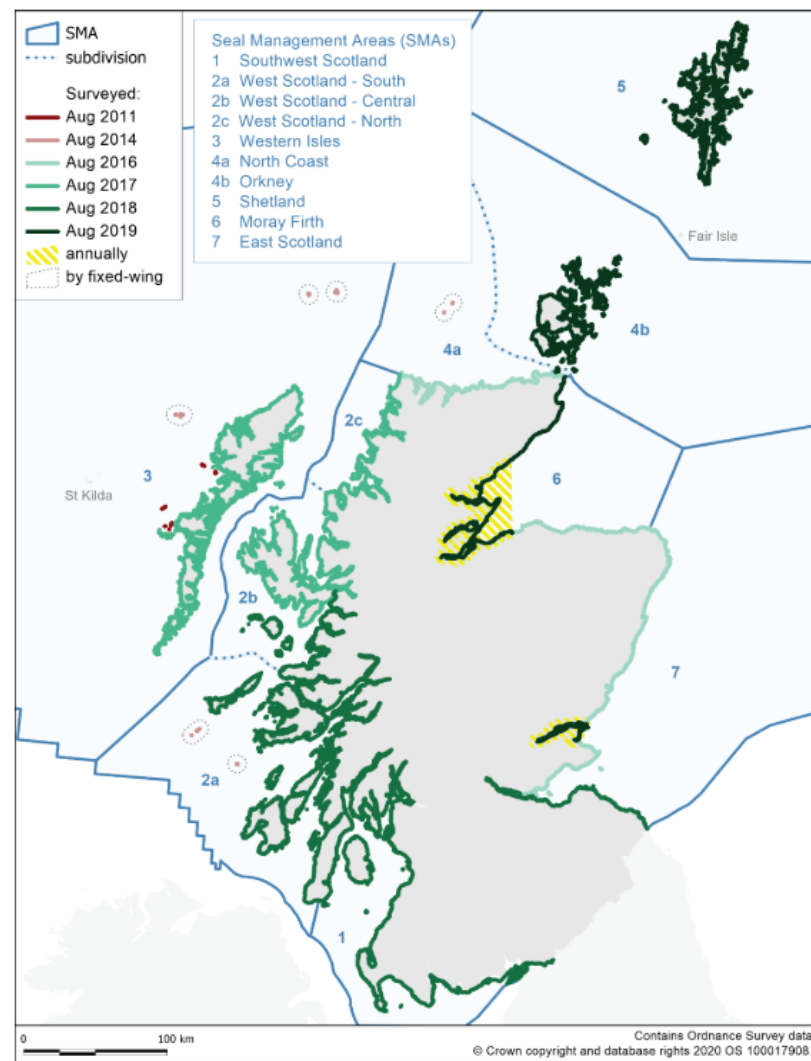 SMA
subdivision
Surveyed:
Aug 2011
Aug 2014
Aug 2016
Aug 2017
Aug 2018
Aug 2019
annually
by fixed-wing
Seal Management Areas (SMAs)
1 Southwest Scotland
2a West Scotland - South
2b West Scotland - Central
2c West Scotland - North
3 Western Isles
4a North Coast
4b Orkney
5 Shetland
6 Moray Firth
7 East Scotland
5
Fair Isle
4b
4a
2c
3
St Kilda
6
2b
7
2a
1
0 100 km
Contains Ordnance Survey data
© Crown copyright and database rights 2020 OS 100017908